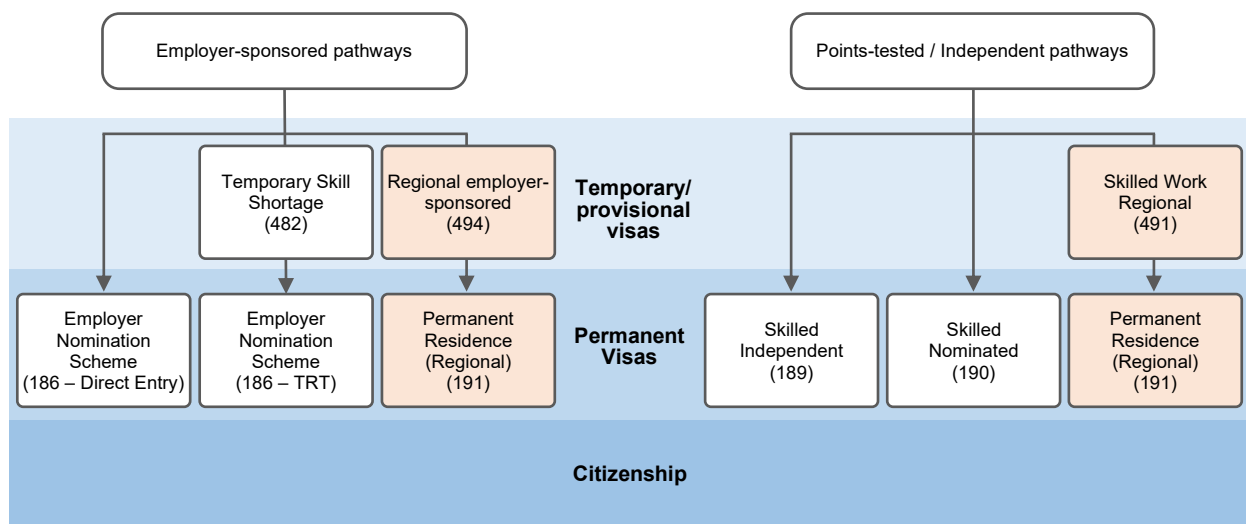 Employer-sponsored pathways
Points-tested / Independent pathways
Temporary Skill
Shortage
(482)
Regional employer-
sponsored
(494)
Temporary/
provisional
visas
Skilled Work
Regional
(491)
Employer
Nomination
Scheme
(186 – Direct Entry)
Employer
Nomination
Scheme
(186 – TRT)
Permanent
Residence
(Regional)
(191)
Permanent
Visas
Skilled
Independent
(189)
Skilled
Nominated
(190)
Permanent
Residence
(Regional)
(191)
Citizenship